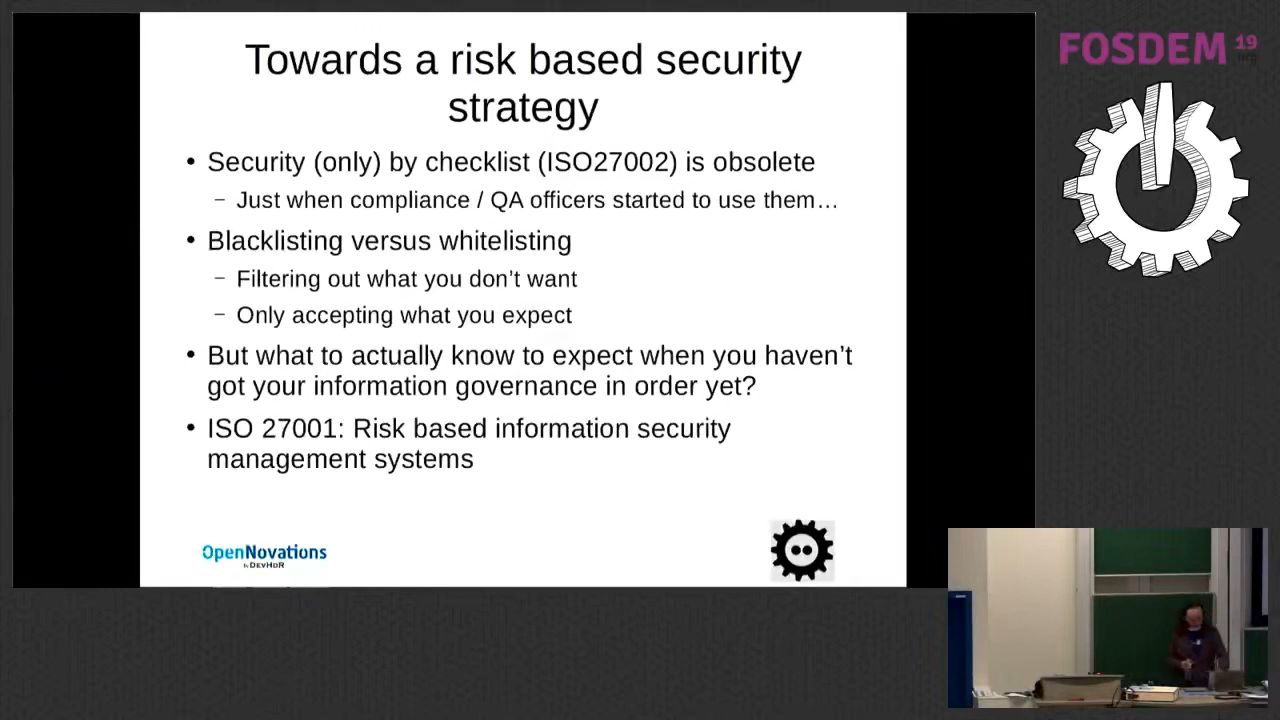 Towards a risk based security
strategy
• Security (only) by checklist (ISO27002) is obsolete
– Just when compliance / QA officers started to use them…
• Blacklisting versus whitelisting
– Filtering out what you don’t want
– Only accepting what you expect
• But what to actually know to expect when you haven’t
got your information governance in order yet?
• ISO 27001: Risk based information security
management systems
OpenNovations
by DEVHDR
FOSDEM 19
.org